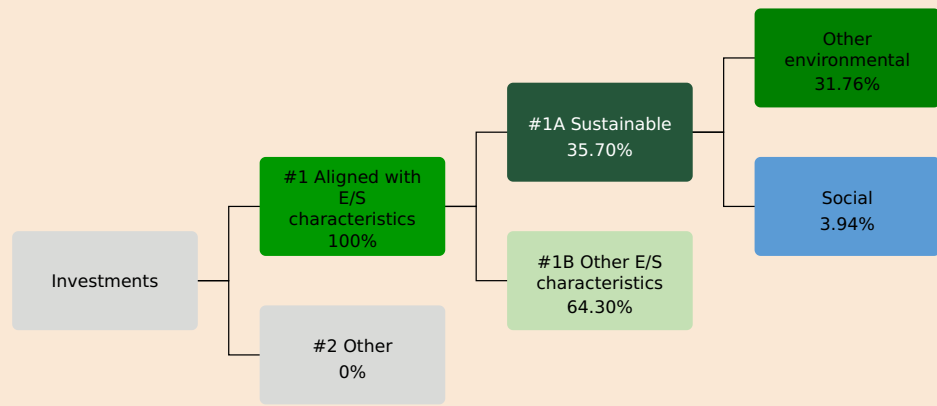 Investments
#1 Aligned with
E/S
characteristics
100%
#2 Other
0%
#1A Sustainable
35.70%
#1B Other E/S
characteristics
64.30%
Other
environmental
31.76%
Social
3.94%